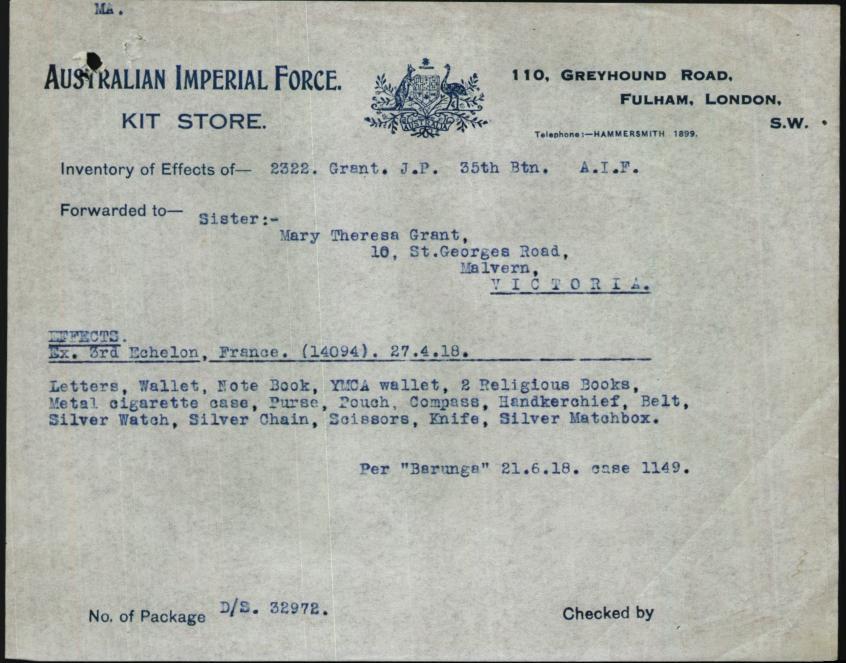 MA.
AUSTRALIAN IMPERIAL FORCE.
KIT STORE.
AUSTRALIA
110, GREYHOUND ROAD,
FULHAM, LONDON,
S.W.
Telephone:—HAMMERSMITH 1899.
Inventory of Effects of— 2322. Grant. J.P. 35th Btn. A.I.F.
Forwarded to— Sister:-
Mary Theresa Grant,
10, St.Georges Road,
Malvern,
VICTORIA.
EFFECTS.
Ex. 3rd Echelon, France. (14094). 27.4.18.
Letters, Wallet, Note Book, YMCA wallet, 2 Religious Books,
Metal cigarette case, Purse, Pouch, Compass, Handkerchief, Belt,
Silver Watch, Silver Chain, Scissors, Knife, Silver Matchbox.
Per "Barunga" 21.6.18. case 1149.
No. of Package D/S. 32972.
Checked by